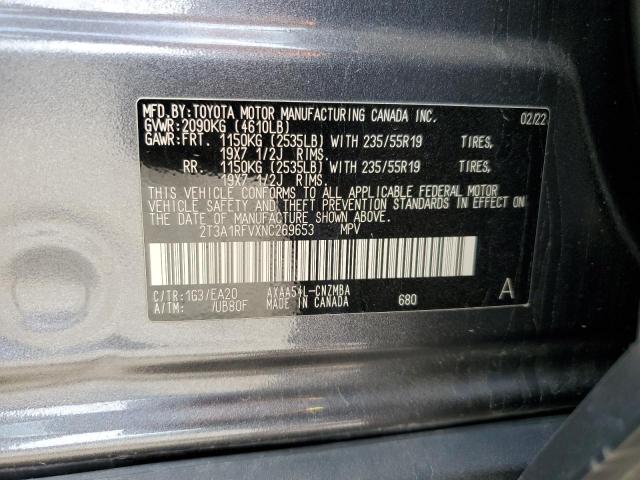 MFD.BY:TOYOTA MOTOR MANUFACTURING CANADA INC. 02/22
GVWR:2090KG (4610LB)
GAWR:FRT. 1150KG (2535LB) WITH 235/55R19 TIRES,
19X7 1/2J RIMS.
RR. 1150KG (2535LB) WITH 235/55R19 TIRES,
19X7 1/2J RIMS.
THIS VEHICLE CONFORMS TO ALL APPLICABLE FEDERAL MOTOR
VEHICLE SAFETY AND THEFT PREVENTION STANDARDS IN EFFECT ON
THE DATE OF MANUFACTURE SHOWN ABOVE.
2T3A1RFVXNC269653 MPV
C/TR:1G3/EA20 AXAA54L-CNZMBA A
A/TM: /UB80F MADE IN CANADA 680